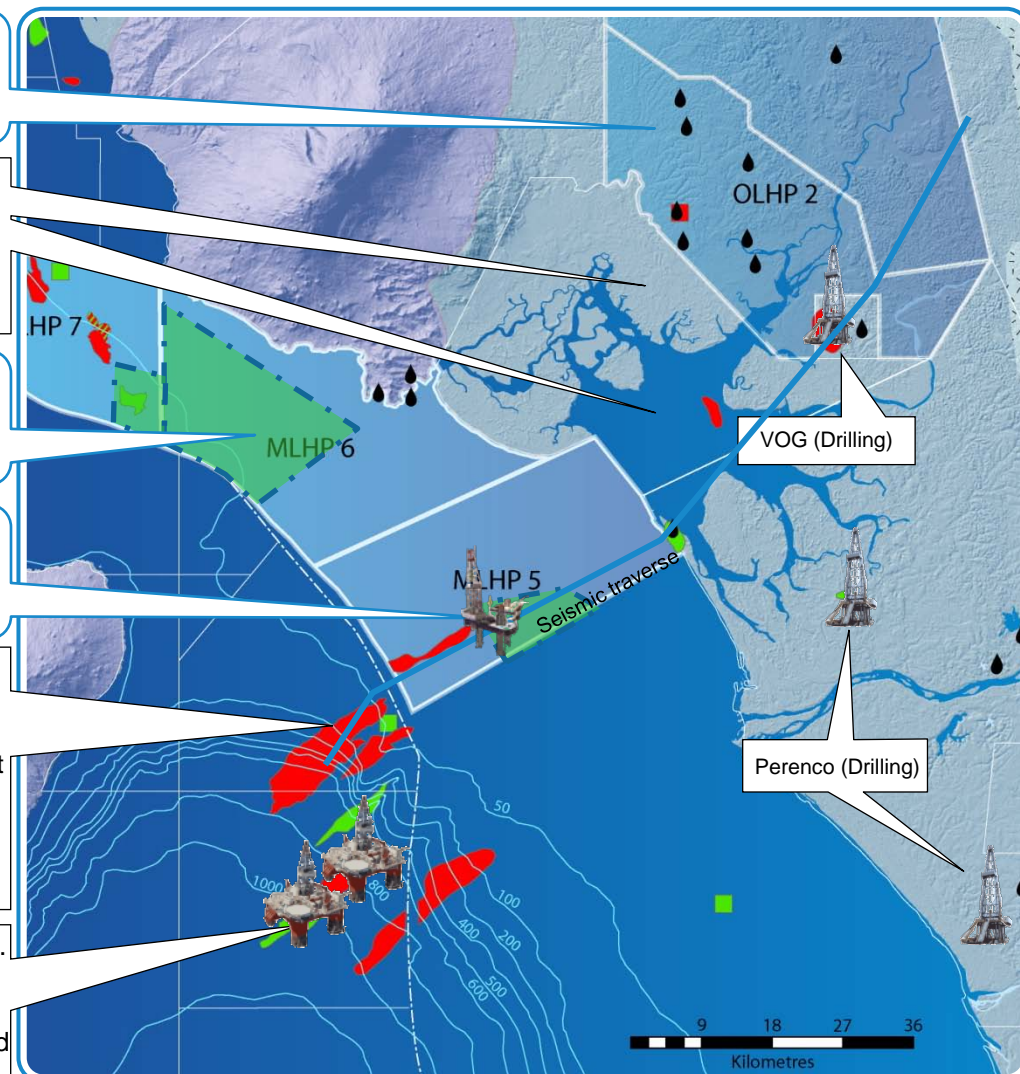 OLHP 2
HP 7
VOG (Drilling)
MLHP 6
MLHP 5
Seismic traverse
t
Perenco (Drilling)
50
1000
800
100
200
400
500
600
.
d
9 18 27 36
Kilometres